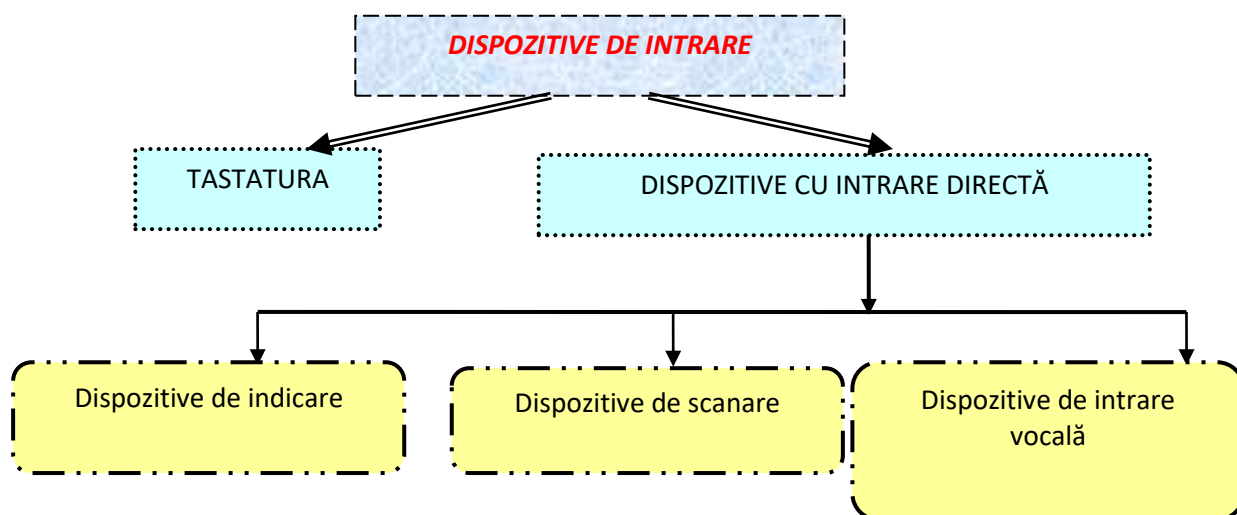 DISPOZITIVE DE INTRARE
TASTATURA
DISPOZITIVE CU INTRARE DIRECTĂ
Dispozitive de indicare
Dispozitive de scanare
Dispozitive de intrare
vocală